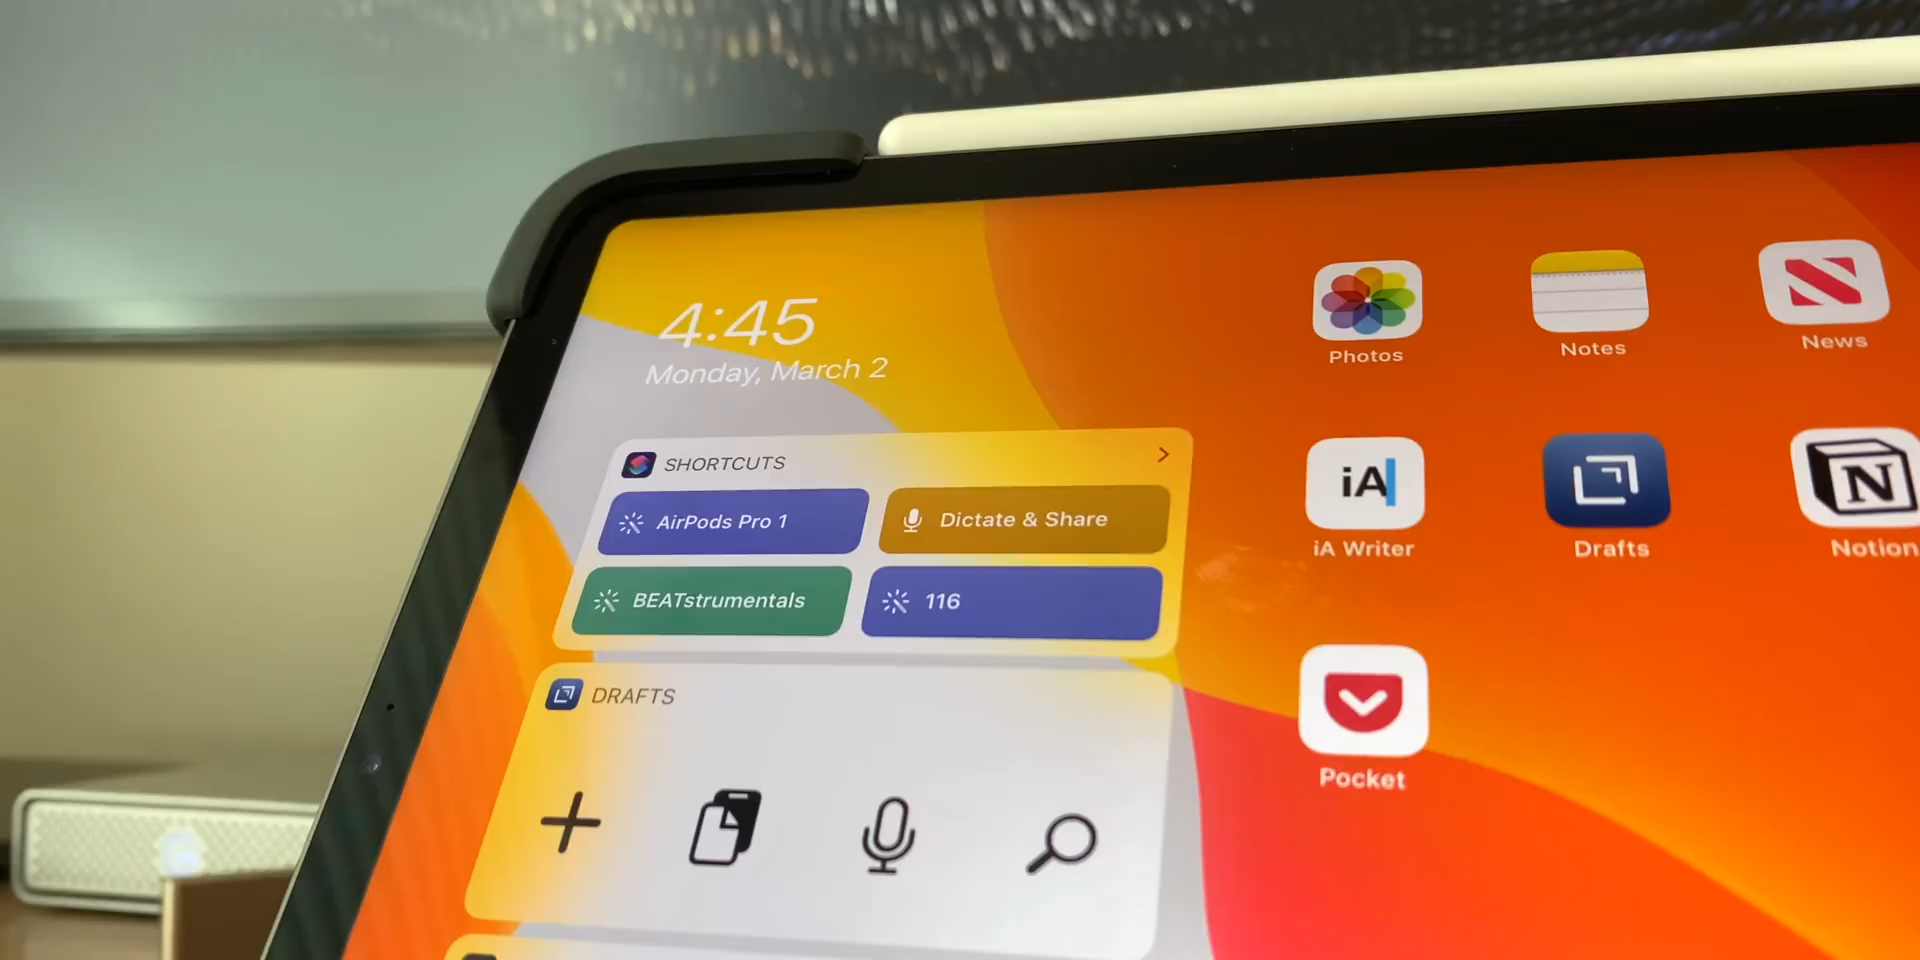 4:45
Monday, March 2
SHORTCUTS
AirPods Pro 1
Dictate & Share
BEATstrumentals
116
DRAFTS
Photos
Notes
News
iA
iA Writer
Drafts
N
Notion
Pocket